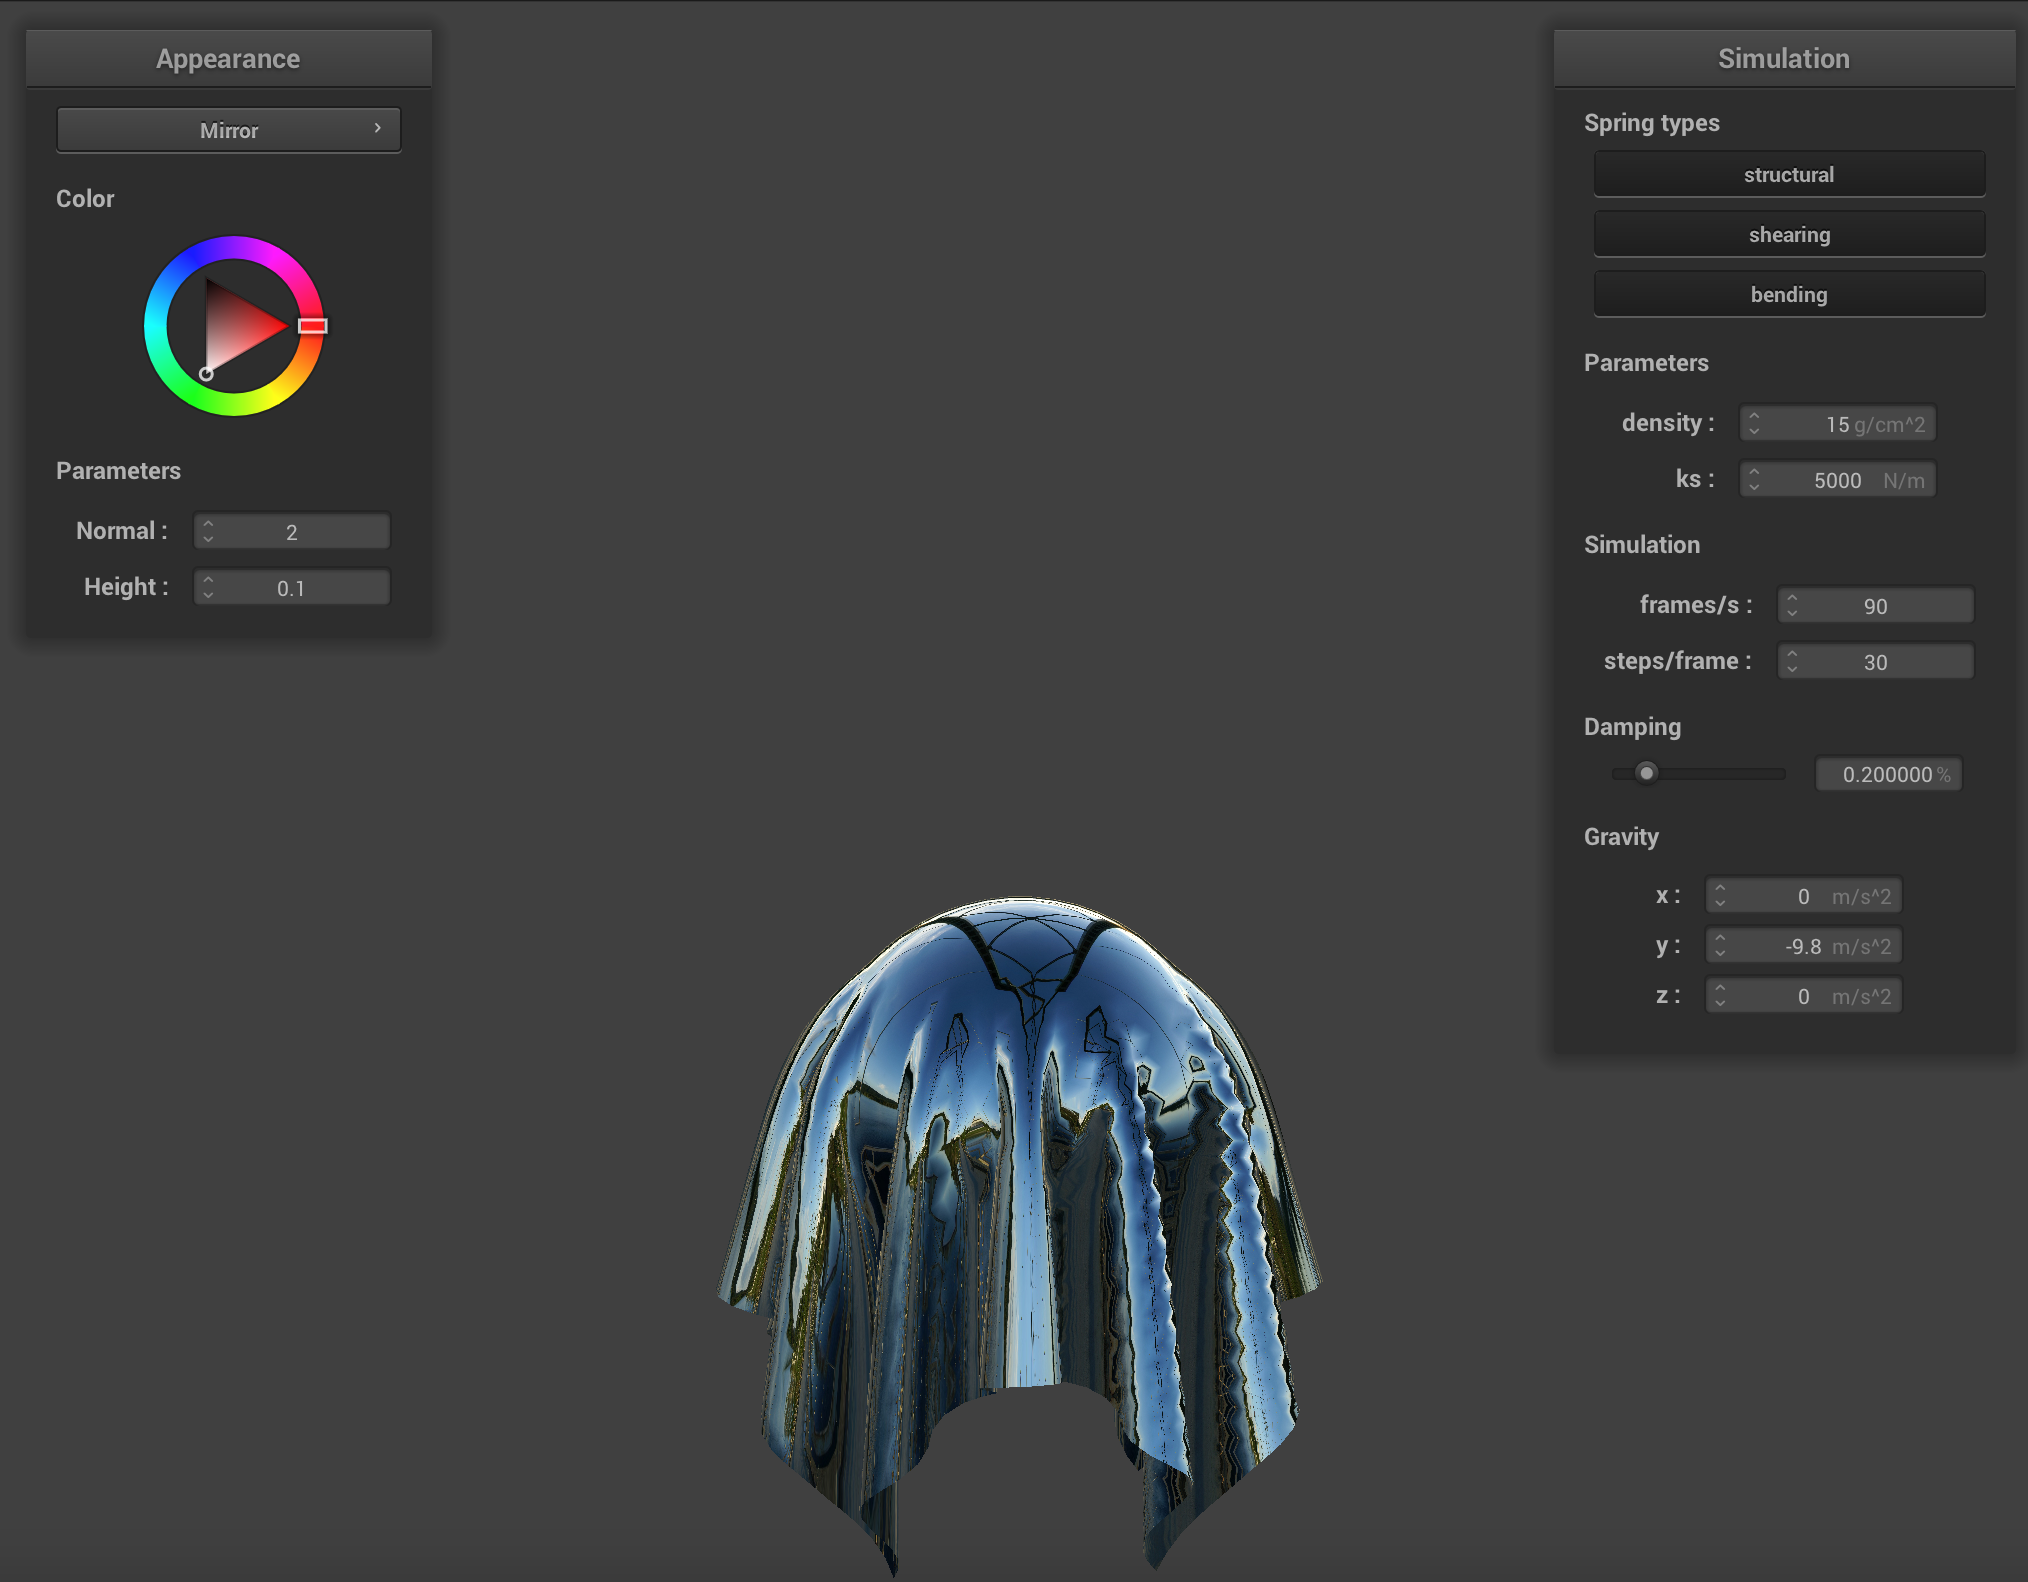 Appearance
Mirror
Color
Parameters
Normal : 2
Height : 0.1
Simulation
Spring types
structural
shearing
bending
Parameters
density : 15 g/cm^2
ks : 5000 N/m
Simulation
frames/s : 90
steps/frame : 30
Damping
0.200000 %
Gravity
x : 0 m/s^2
y : -9.8 m/s^2
z : 0 m/s^2